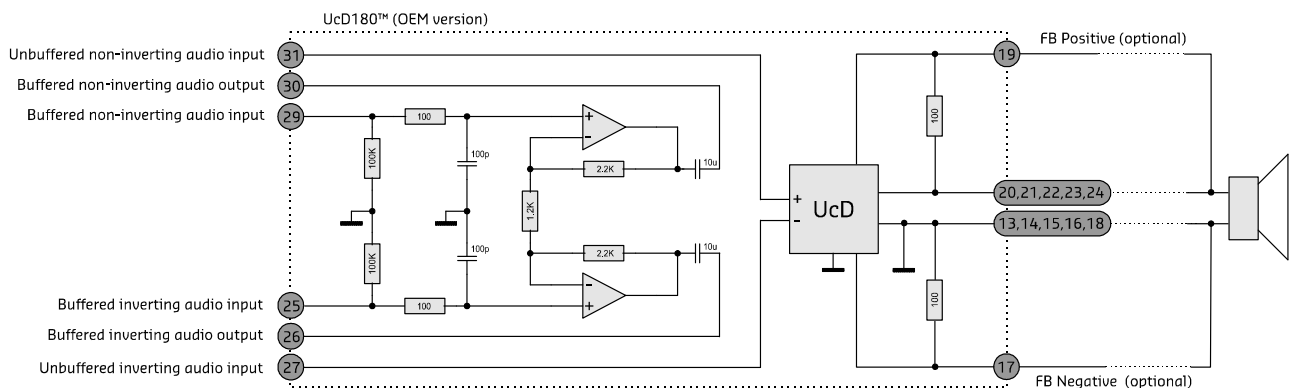 UcD180™ (OEM version)
Unbuffered non-inverting audio input
31
19
FB Positive (optional)
Buffered non-inverting audio output
30
Buffered non-inverting audio input
29
100
100
100K
100p
10u
2.2K
+
−
1.2K
+
−
UcD
20,21,22,23,24
13,14,15,16,18
100K
100p
2.2K
10u
−
+
100
100
Buffered inverting audio input
25
Buffered inverting audio output
26
Unbuffered inverting audio input
27
17
FB Negative (optional)